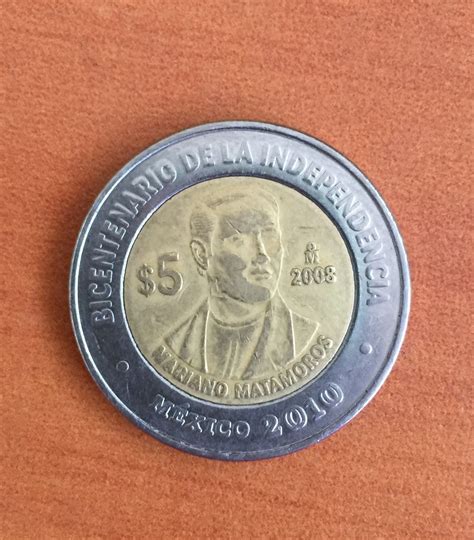 BICENTENARIO DE LA INDEPENDENCIA
$5
M
2008
MARIANO MATAMOROS
MÉXICO 2010